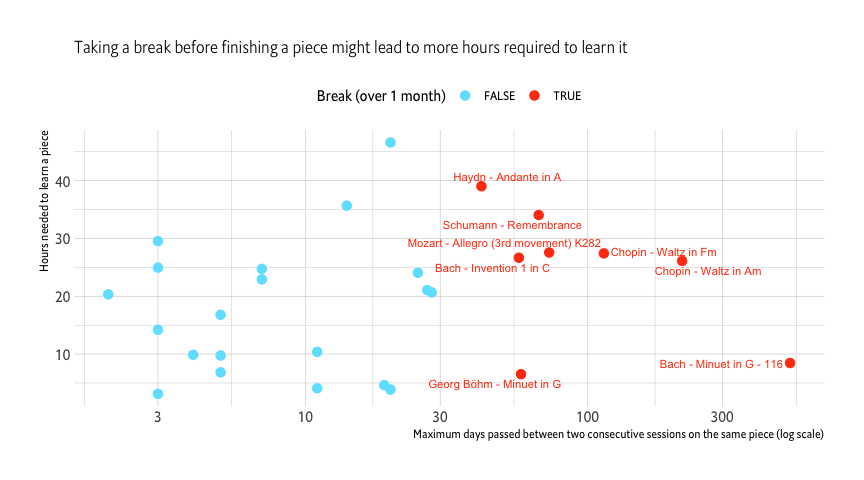 Taking a break before finishing a piece might lead to more hours required to learn it
Break (over 1 month) FALSE TRUE
Hours needed to learn a piece
40
30
20
10
Haydn - Andante in A
Schumann - Remembrance
Mozart - Allegro (3rd movement) K282
Chopin - Waltz in Fm
Bach - Invention 1 in C
Chopin - Waltz in Am
Bach - Minuet in G - 116
Georg Böhm - Minuet in G
3 10 30 100 300
Maximum days passed between two consecutive sessions on the same piece (log scale)